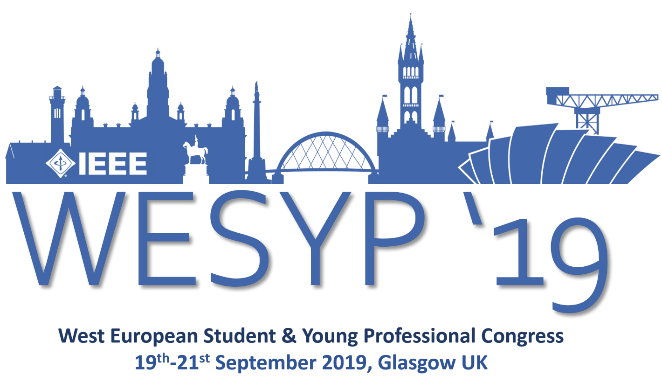 IEEE
WESYP '19
West European Student & Young Professional Congress
19th-21st September 2019, Glasgow UK